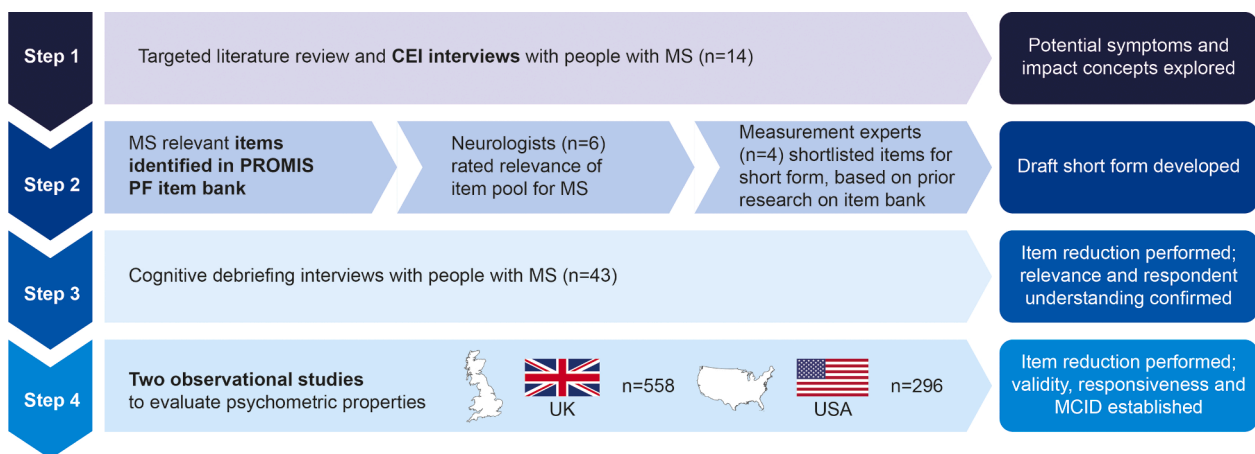 Step 1
Targeted literature review and CEI interviews with people with MS (n=14)
Potential symptoms and
impact concepts explored
Step 2
MS relevant items
identified in PROMIS
PF item bank
Neurologists (n=6)
rated relevance of
item pool for MS
Measurement experts
(n=4) shortlisted items for
short form, based on prior
research on item bank
Draft short form developed
Step 3
Cognitive debriefing interviews with people with MS (n=43)
Item reduction performed;
relevance and respondent
understanding confirmed
Step 4
Two observational studies
to evaluate psychometric properties
UK
n=558
USA
n=296
Item reduction performed;
validity, responsiveness and
MCID established